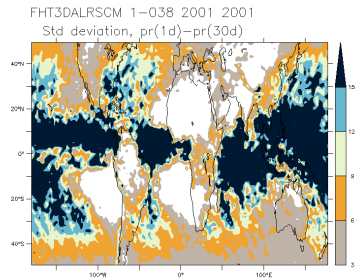 FHT3DALRSCM 1-038 2001 2001
Std deviation, pr(1d)-pr(30d)
40°N
20°N
0°
20°S
40°S
100°W
0°
100°E
15
12
9
6
3